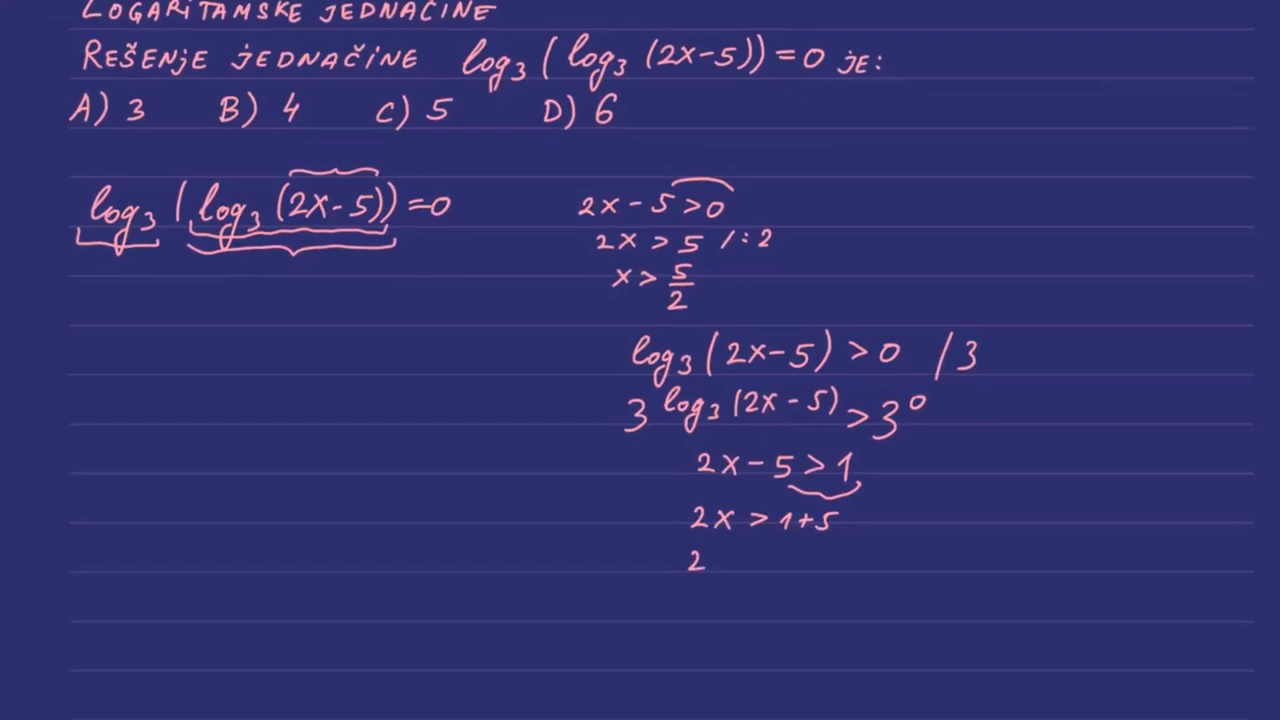 LOGARITAMSKE JEDNAČINE
REŠENJE JEDNAČINE log₃(log₃(2x-5))=0 JE:
A) 3 B) 4 C) 5 D) 6
log₃(log₃(2x-5))=0
2x-5>0
2x>5 /:2
x>5/2
log₃(2x-5)>0 /3
3^log₃(2x-5)>3⁰
2x-5>1
2x>1+5
2